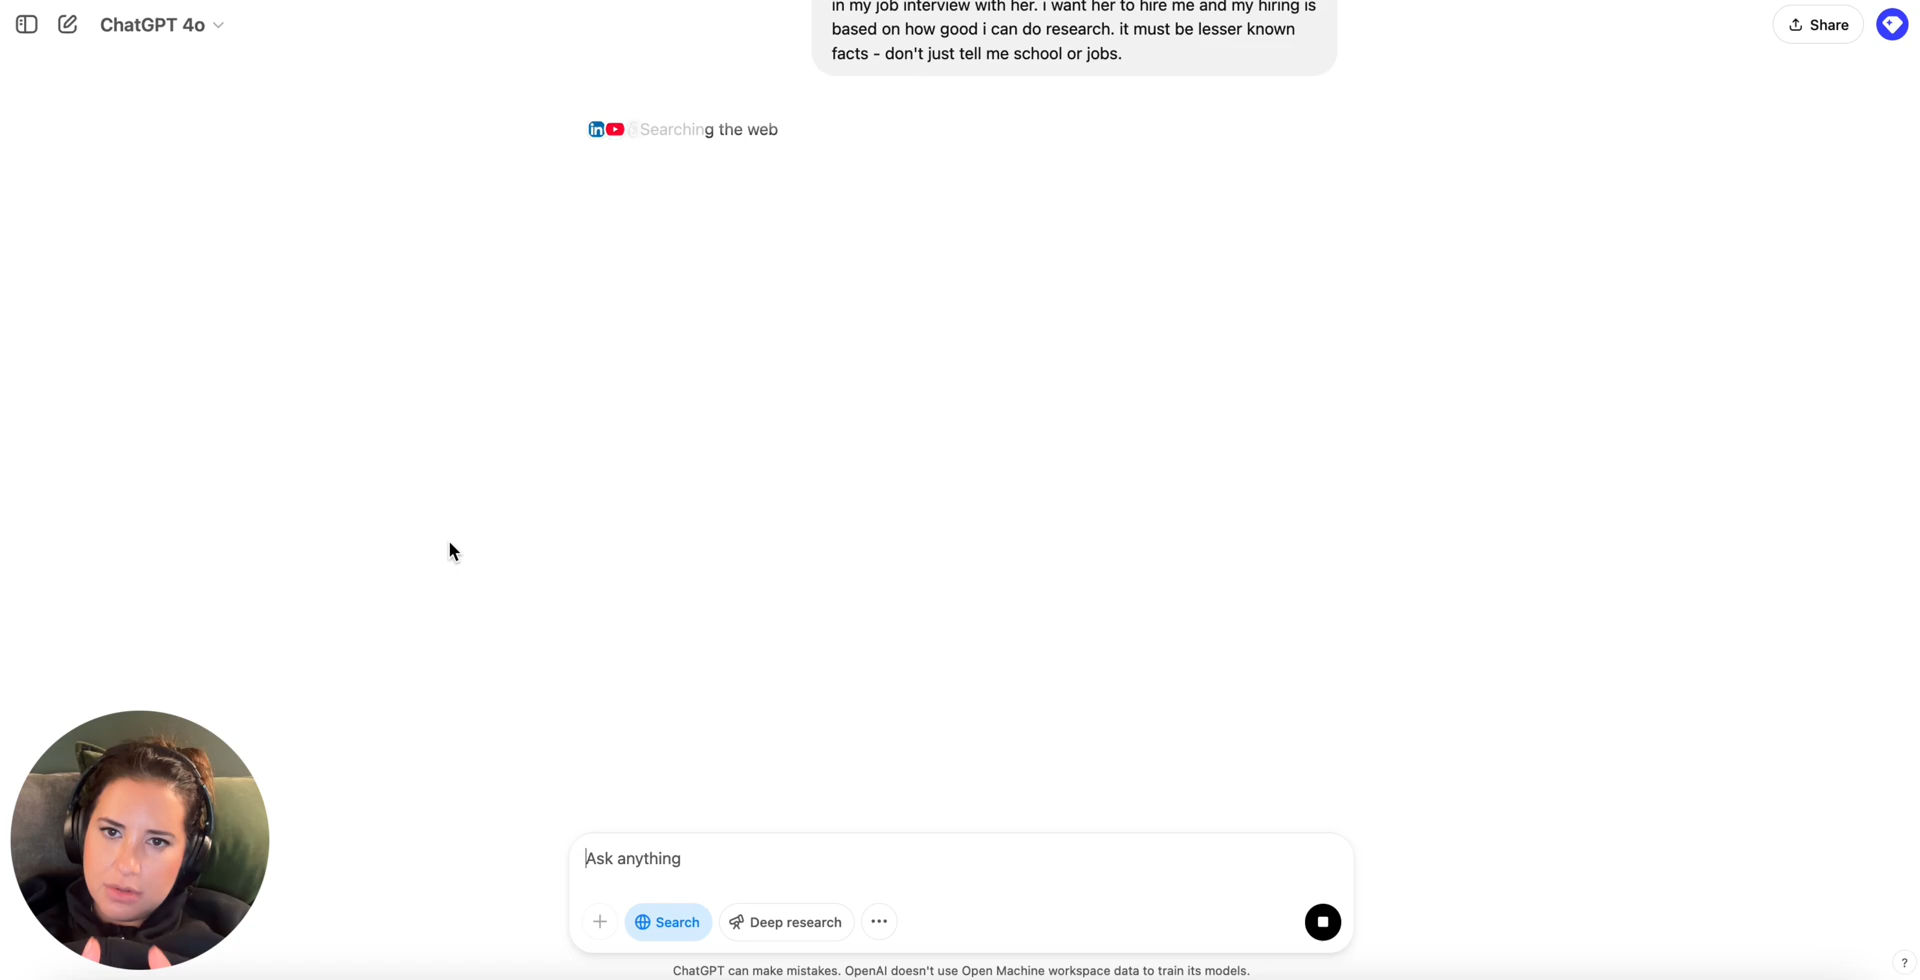 in my job interview with her. i want her to hire me and my hiring is
ChatGPT 4o
Share
based on how good i can do research. it must be lesser known
facts - don't just tell me school or jobs.
Searching the web
Ask anything
Search
Deep research
ChatGPT can make mistakes. OpenAI doesn't use Open Machine workspace data to train its models.
?